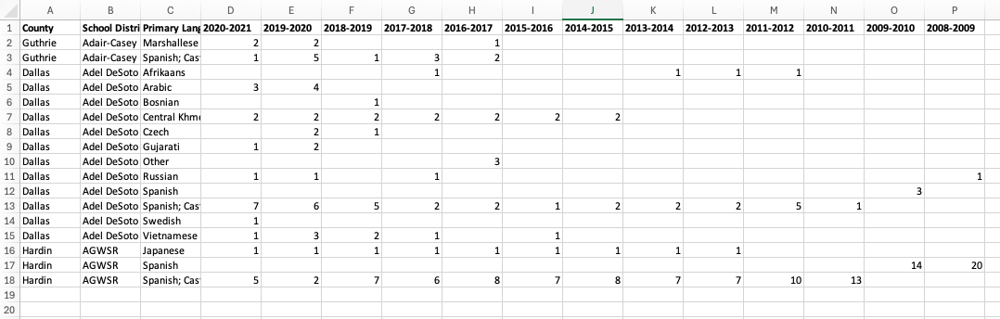 A B C D E F G H I J K L M N O P
1 County School Distri Primary Lang 2020-2021 2019-2020 2018-2019 2017-2018 2016-2017 2015-2016 2014-2015 2013-2014 2012-2013 2011-2012 2010-2011 2009-2010 2008-2009
2 Guthrie Adair-Casey Marshallese 2 2 1
3 Guthrie Adair-Casey Spanish; Cas 1 5 1 3 2
4 Dallas Adel DeSoto Afrikaans 1 1 1 1
5 Dallas Adel DeSoto Arabic 3 4
6 Dallas Adel DeSoto Bosnian 1
7 Dallas Adel DeSoto Central Khme 2 2 2 2 2 2 2
8 Dallas Adel DeSoto Czech 2 1
9 Dallas Adel DeSoto Gujarati 1 2
10 Dallas Adel DeSoto Other 3
11 Dallas Adel DeSoto Russian 1 1 1 1
12 Dallas Adel DeSoto Spanish 3
13 Dallas Adel DeSoto Spanish; Cas 7 6 5 2 2 1 2 2 2 5 1
14 Dallas Adel DeSoto Swedish 1
15 Dallas Adel DeSoto Vietnamese 1 3 2 1 1
16 Hardin AGWSR Japanese 1 1 1 1 1 1 1 1 1
17 Hardin AGWSR Spanish 14 20
18 Hardin AGWSR Spanish; Cas 5 2 7 6 8 7 8 7 7 10 13
19
20